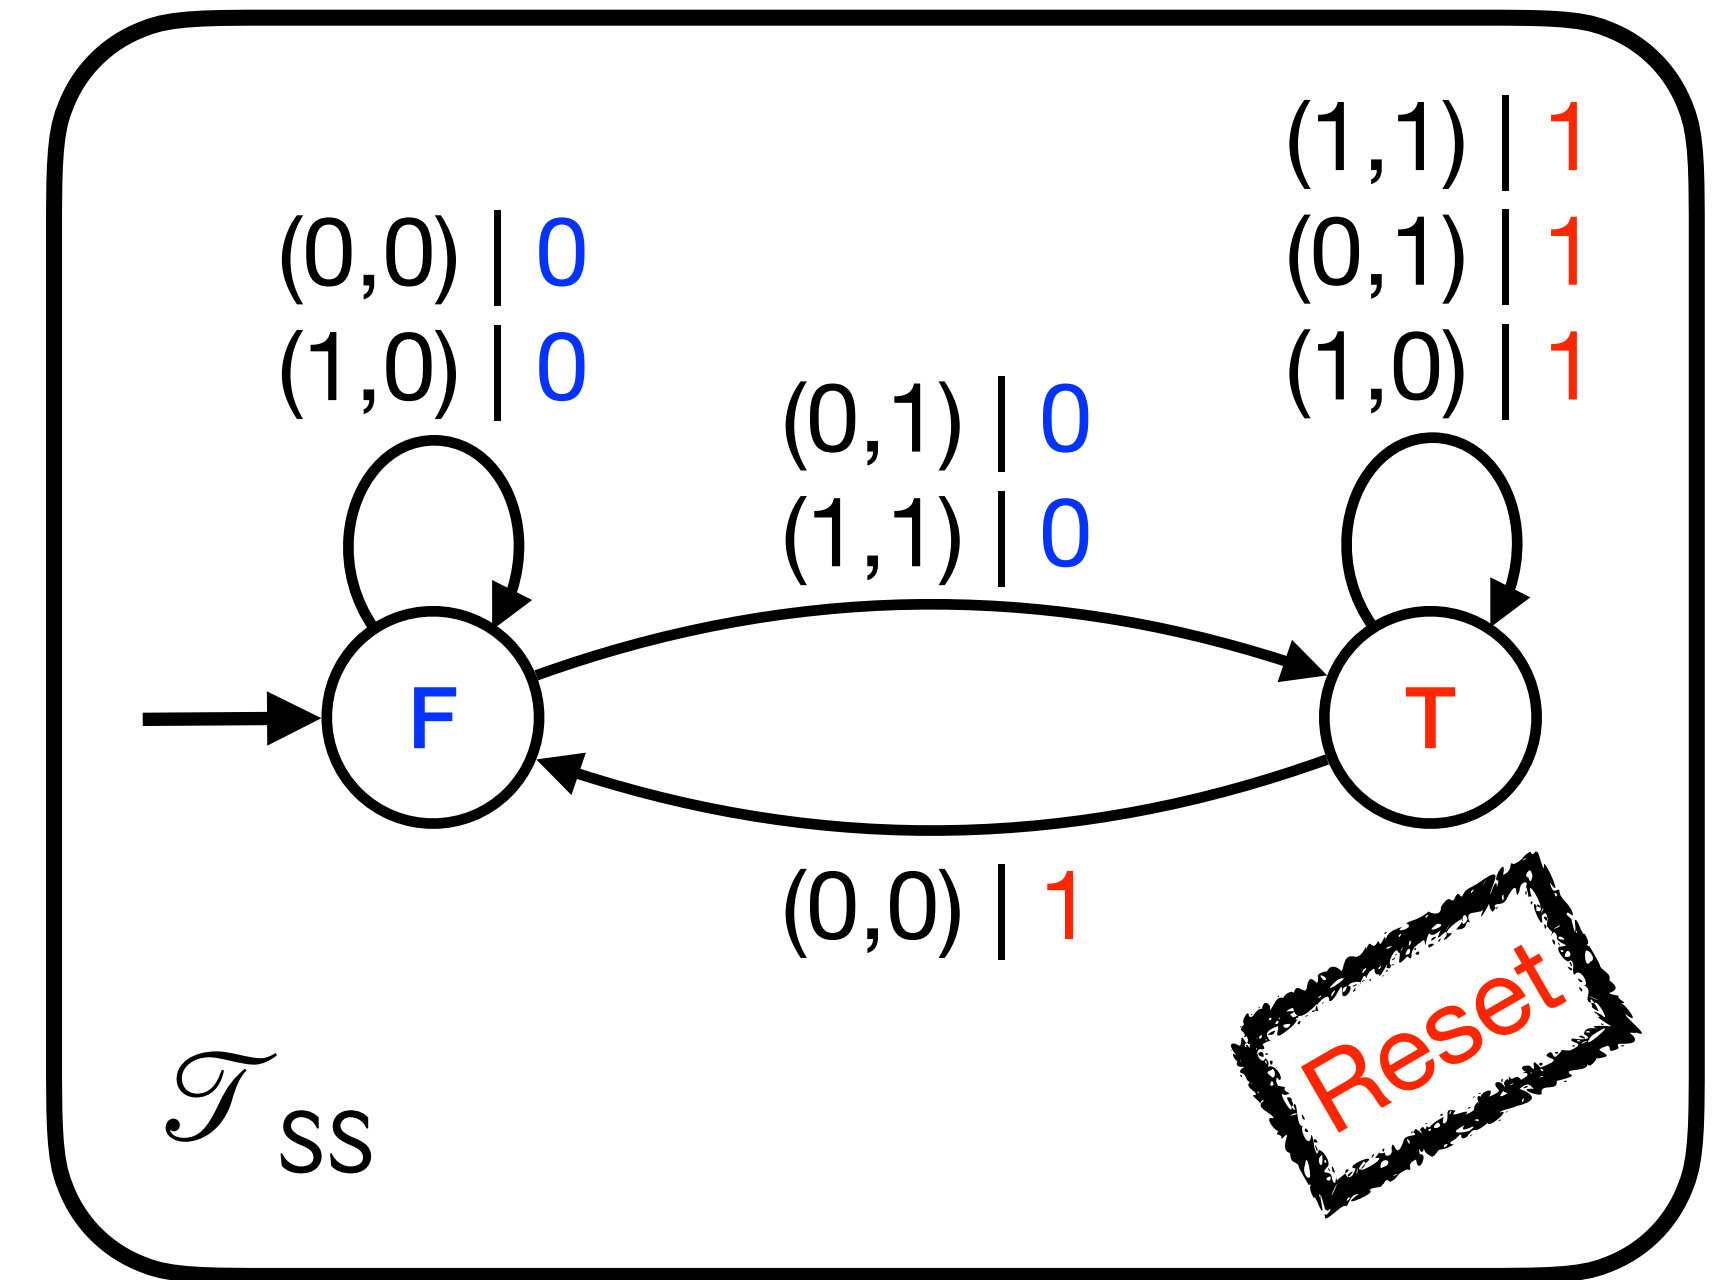 (1,1) | 1
(0,0) | 0
(0,1) | 1
(1,0) | 0
(1,0) | 1
(0,1) | 0
(1,1) | 0
F
T
(0,0) | 1
Reset
𝒯 SS